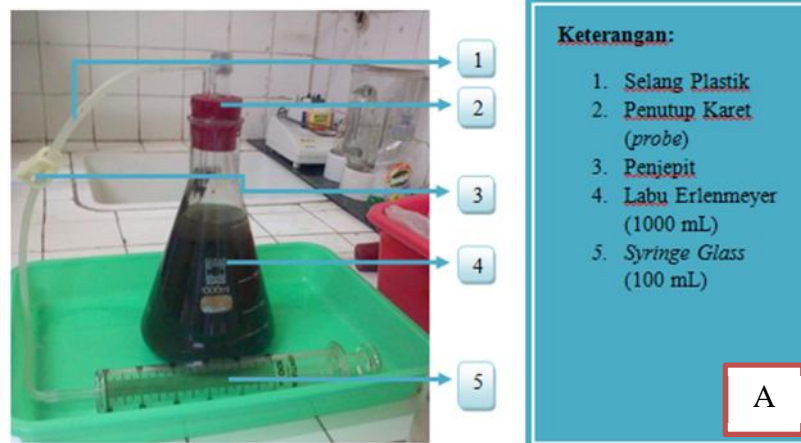 1
2
3
4
5
Keterangan:
1. Selang Plastik
2. Penutup Karet
(probe)
3. Penjepit
4. Labu Erlenmeyer
(1000 mL)
5. Syringe Glass
(100 mL)
A